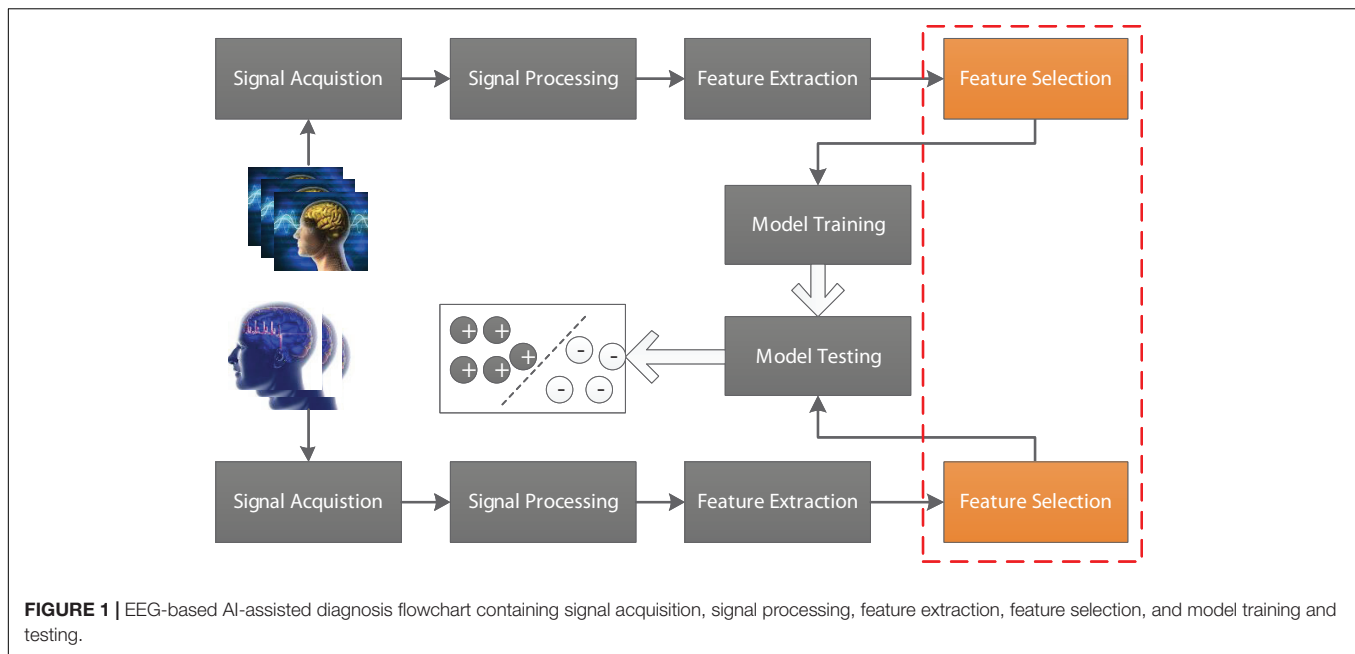 Signal Acquistion
Signal Processing
Feature Extraction
Feature Selection
Model Training
Model Testing
+ + + + +
- - - - -
Signal Acquistion
Signal Processing
Feature Extraction
Feature Selection
FIGURE 1 | EEG-based AI-assisted diagnosis flowchart containing signal acquisition, signal processing, feature extraction, feature selection, and model training and
testing.